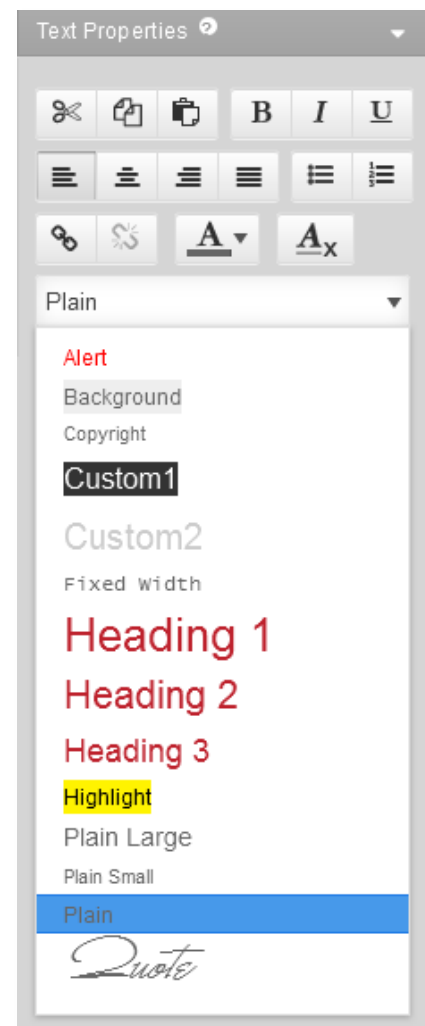 Text Properties ?
B I U
A A x
Plain
Alert
Background
Copyright
Custom1
Custom2
Fixed Width
Heading 1
Heading 2
Heading 3
Highlight
Plain Large
Plain Small
Plain
Quote